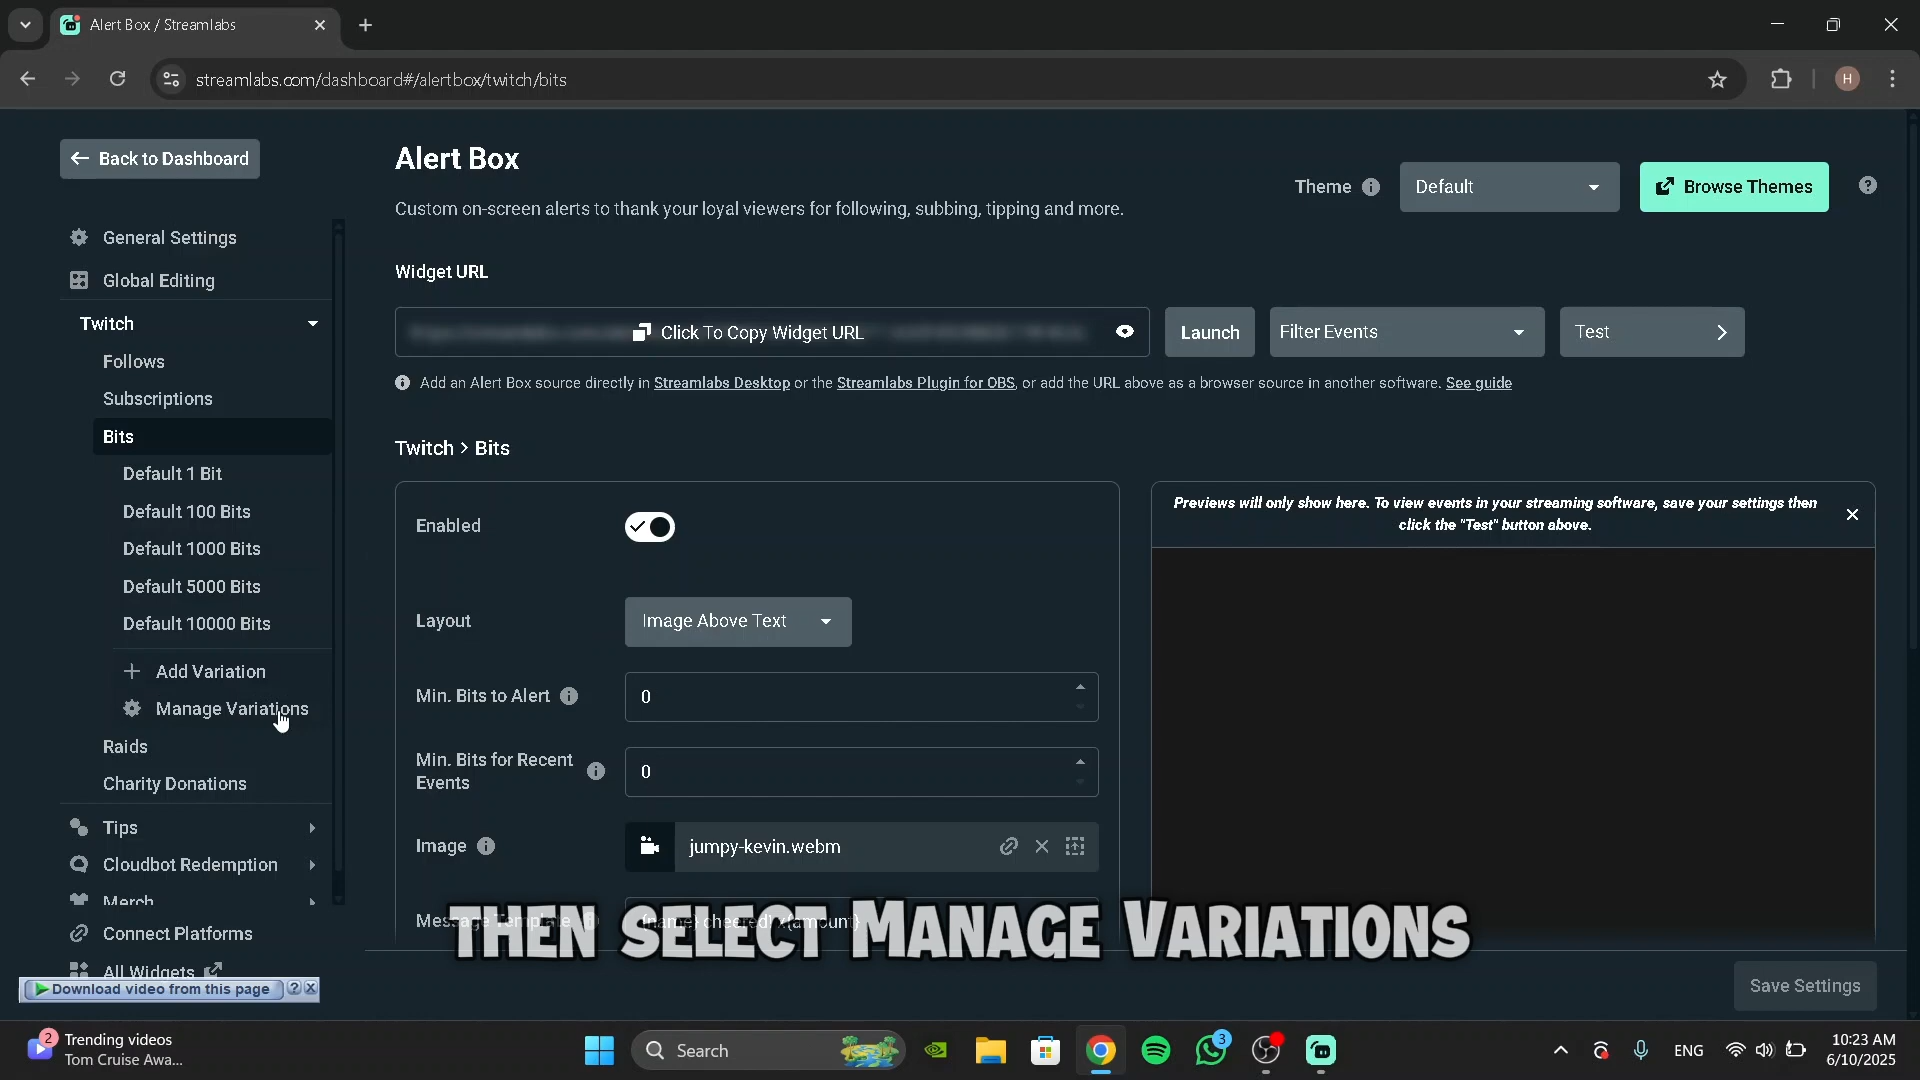 Alert Box / Streamlabs
streamlabs.com/dashboard#/alertbox/twitch/bits
H
Back to Dashboard
General Settings
Global Editing
Twitch
Follows
Subscriptions
Bits
Default 1 Bit
Default 100 Bits
Default 1000 Bits
Default 5000 Bits
Default 10000 Bits
Add Variation
Manage Variations
Raids
Charity Donations
Tips
Cloudbot Redemption
Merch
Connect Platforms
All Widgets
Download video from this page
Alert Box
Custom on-screen alerts to thank your loyal viewers for following, subbing, tipping and more.
Theme
Default
Browse Themes
Widget URL
Click To Copy Widget URL
Launch
Filter Events
Test
Add an Alert Box source directly in Streamlabs Desktop or the Streamlabs Plugin for OBS, or add the URL above as a browser source in another software. See guide
Twitch > Bits
Enabled
Layout
Image Above Text
Min. Bits to Alert
0
Min. Bits for Recent
Events
0
Image
jumpy-kevin.webm
Message Template
{name} cheered! x{amount}
Previews will only show here. To view events in your streaming software, save your settings then
click the "Test" button above.
THEN SELECT MANAGE VARIATIONS
Save Settings
2
Trending videos
Tom Cruise Awa...
Search
3
ENG
10:23 AM
6/10/2025